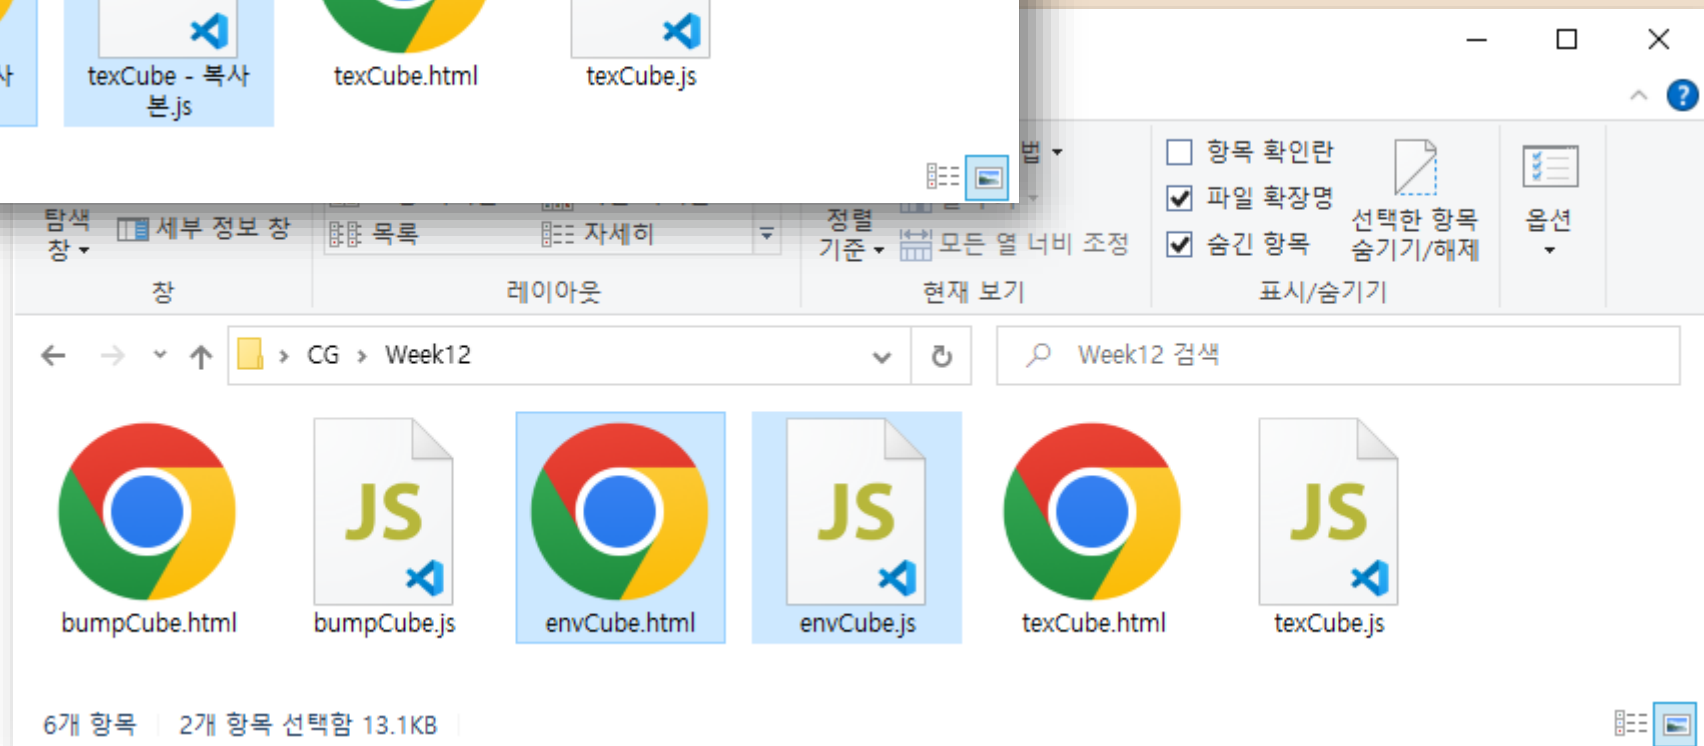 사
texCube - 복사
본.js
texCube.html
texCube.js
법
항목 확인란
파일 확장명
숨긴 항목
선택한 항목
숨기기/해제
옵션
탐색
창
세부 정보 창
목록
자세히
정렬
기준
모든 열 너비 조정
창
레이아웃
현재 보기
표시/숨기기
CG
Week12
Week12 검색
JS
JS
JS
bumpCube.html
bumpCube.js
envCube.html
envCube.js
texCube.html
texCube.js
6개 항목
2개 항목 선택함 13.1KB